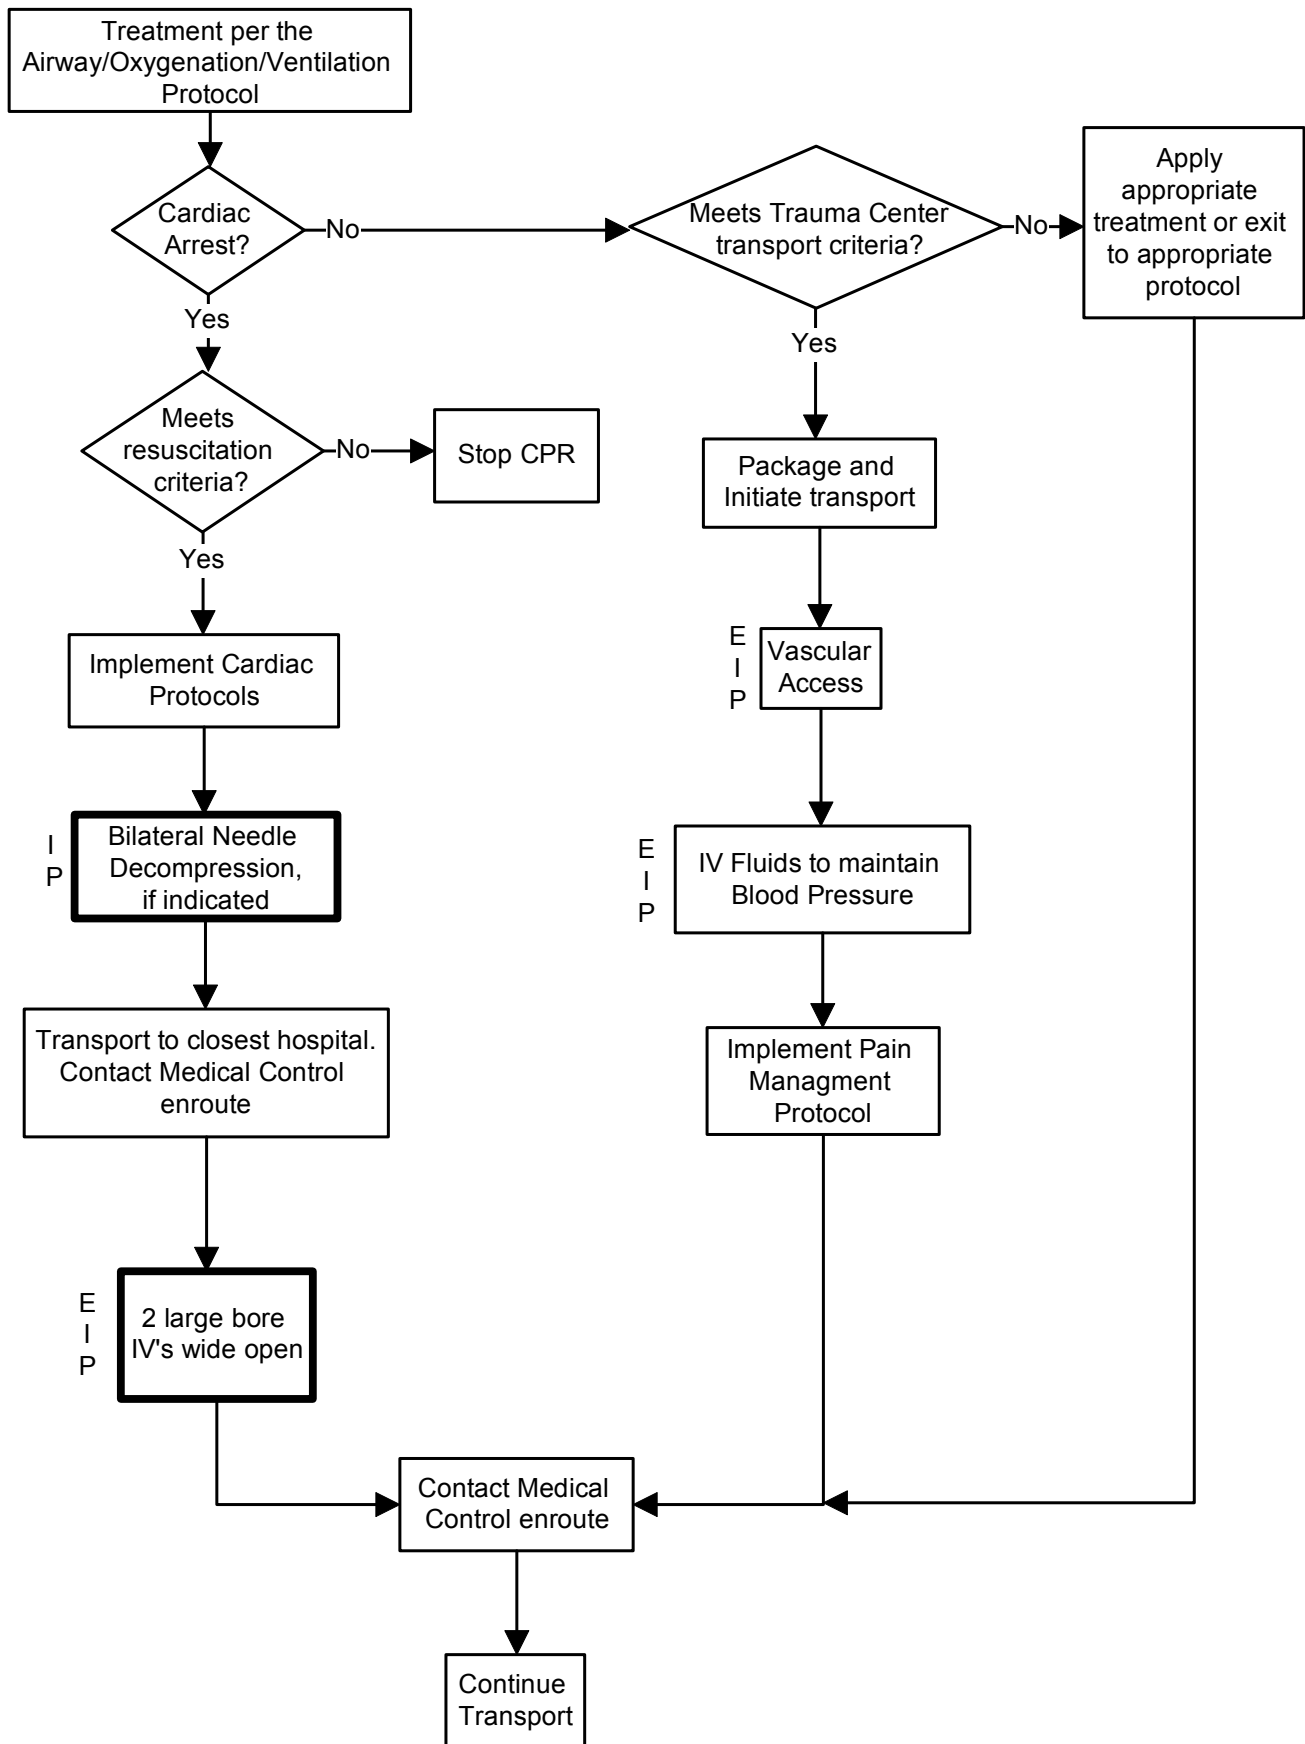 Treatment per the
Airway/Oxygenation/Ventilation
Protocol
Cardiac
Arrest?
No
Meets Trauma Center
transport criteria?
No
Apply
appropriate
treatment or exit
to appropriate
protocol
Yes
Yes
Meets
resuscitation
criteria?
No
Stop CPR
Package and
Initiate transport
Yes
Implement Cardiac
Protocols
E
I
P
Vascular
Access
I
P
Bilateral Needle
Decompression,
if indicated
E
I
P
IV Fluids to maintain
Blood Pressure
Transport to closest hospital.
Contact Medical Control
enroute
Implement Pain
Managment
Protocol
E
I
P
2 large bore
IV's wide open
Contact Medical
Control enroute
Continue
Transport